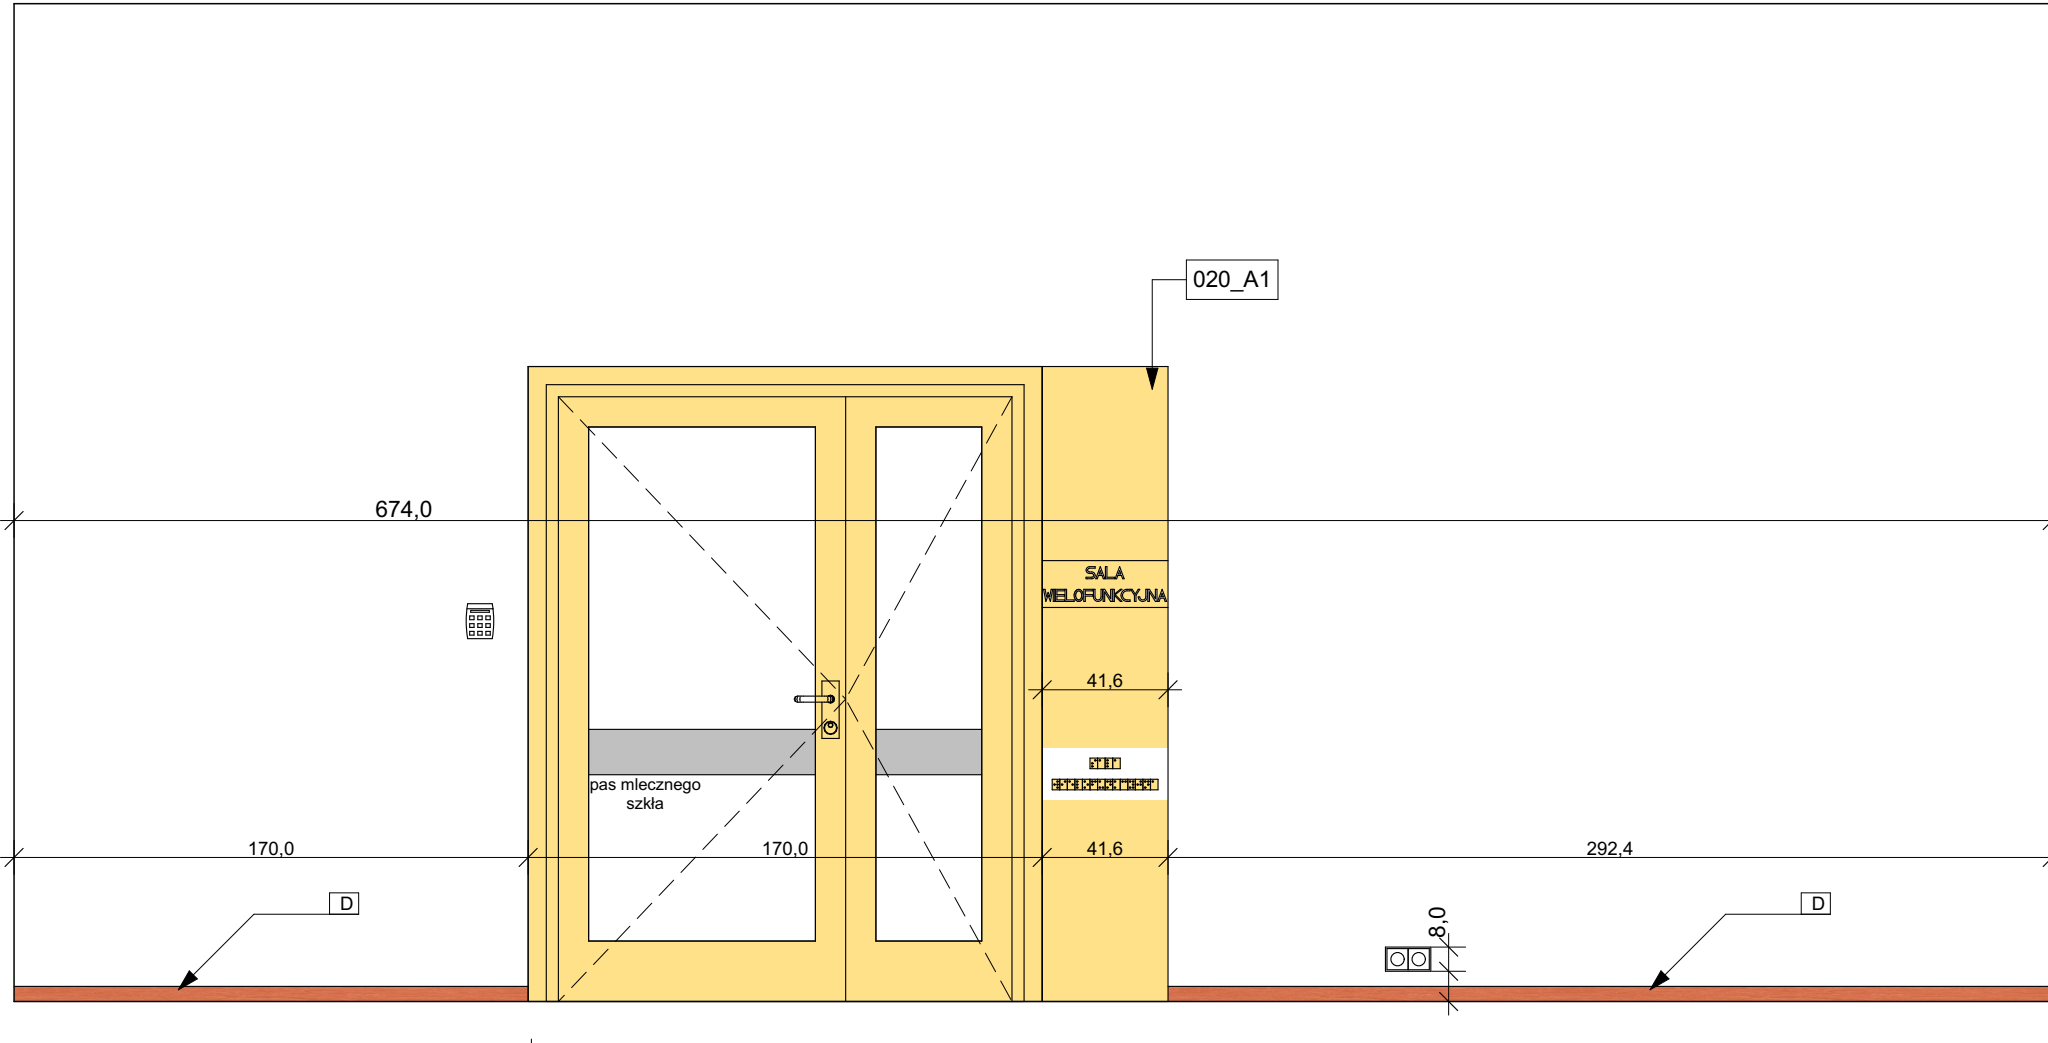 020_A1
674,0
SALA
WIELOFUNKCYJNA
41,6
pas mlecznego
szkła
170,0
170,0
41,6
292,4
D
D
8,0